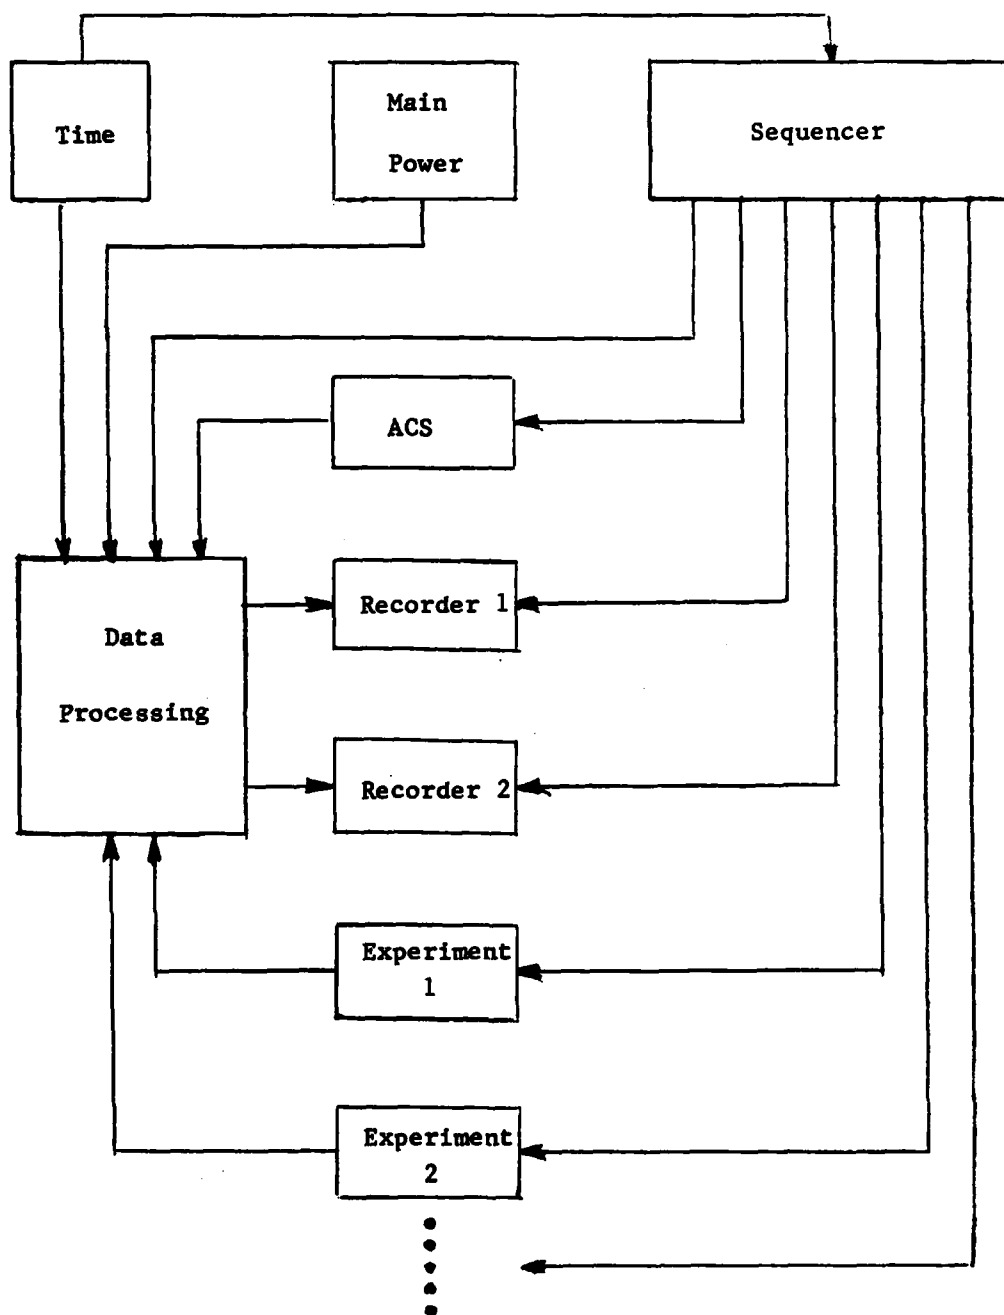 Time
Main
Power
Sequencer
ACS
Recorder 1
Data
Processing
Recorder 2
Experiment
1
Experiment
2